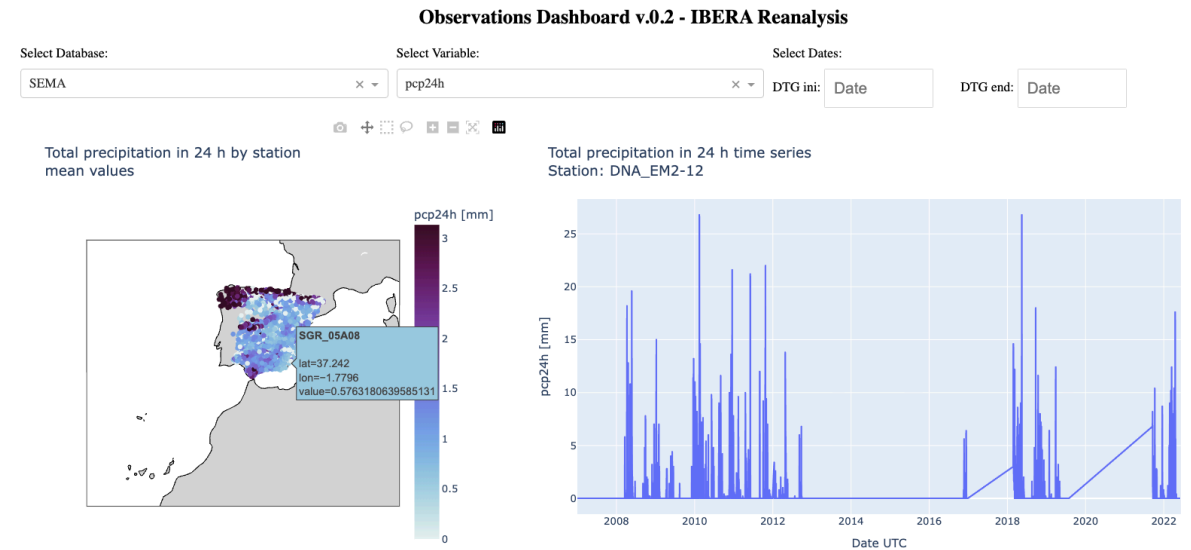 Observations Dashboard v.0.2 - IBERA Reanalysis
Select Database:
Select Variable:
Select Dates:
SEMA
pcp24h
DTG ini:
Date
DTG end:
Date
Total precipitation in 24 h by station
mean values
pcp24h [mm]
3
2.5
2
1.5
1
0.5
0
SGR_05A08
lat=37.242
lon=−1.7796
value=0.5763180639585131
Total precipitation in 24 h time series
Station: DNA_EM2-12
pcp24h [mm]
25
20
15
10
5
0
2008
2010
2012
2014
2016
2018
2020
2022
Date UTC